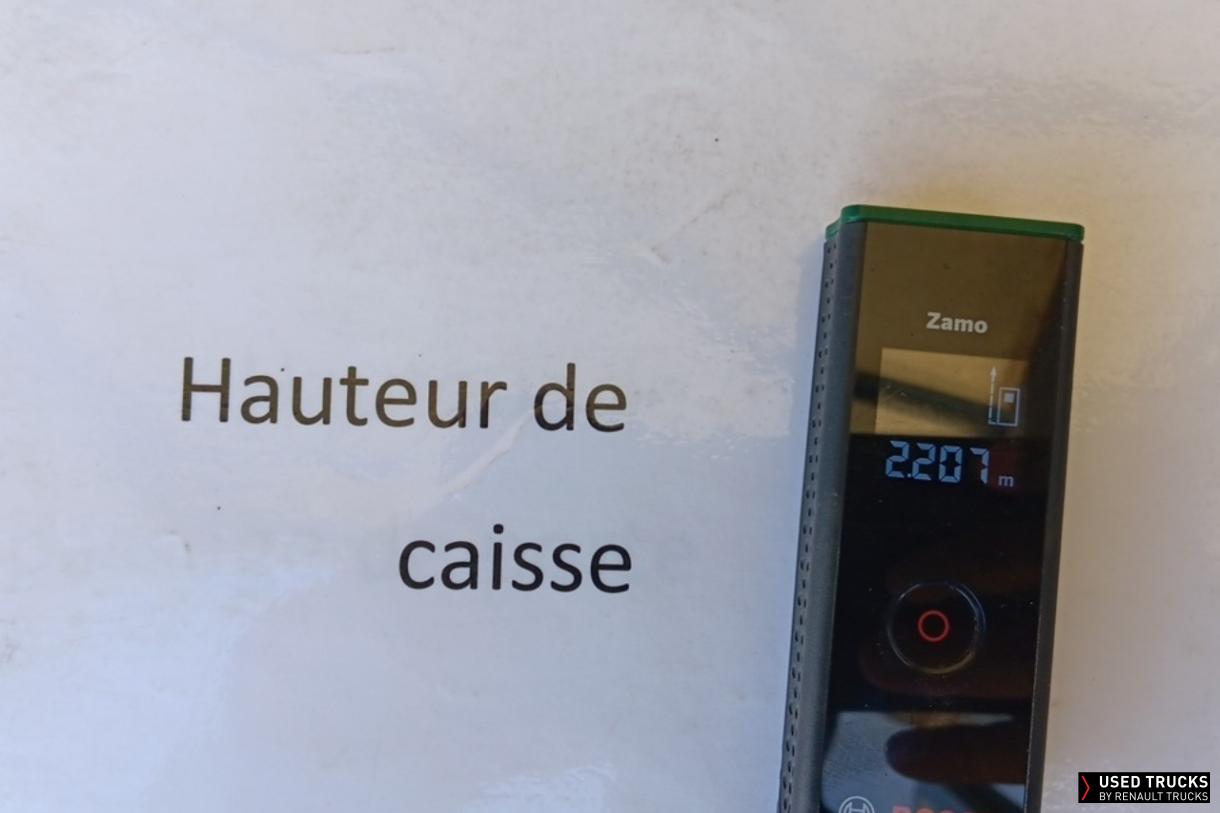 Hauteur de
caisse
Zamo
2.207 m
USED TRUCKS
BY RENAULT TRUCKS